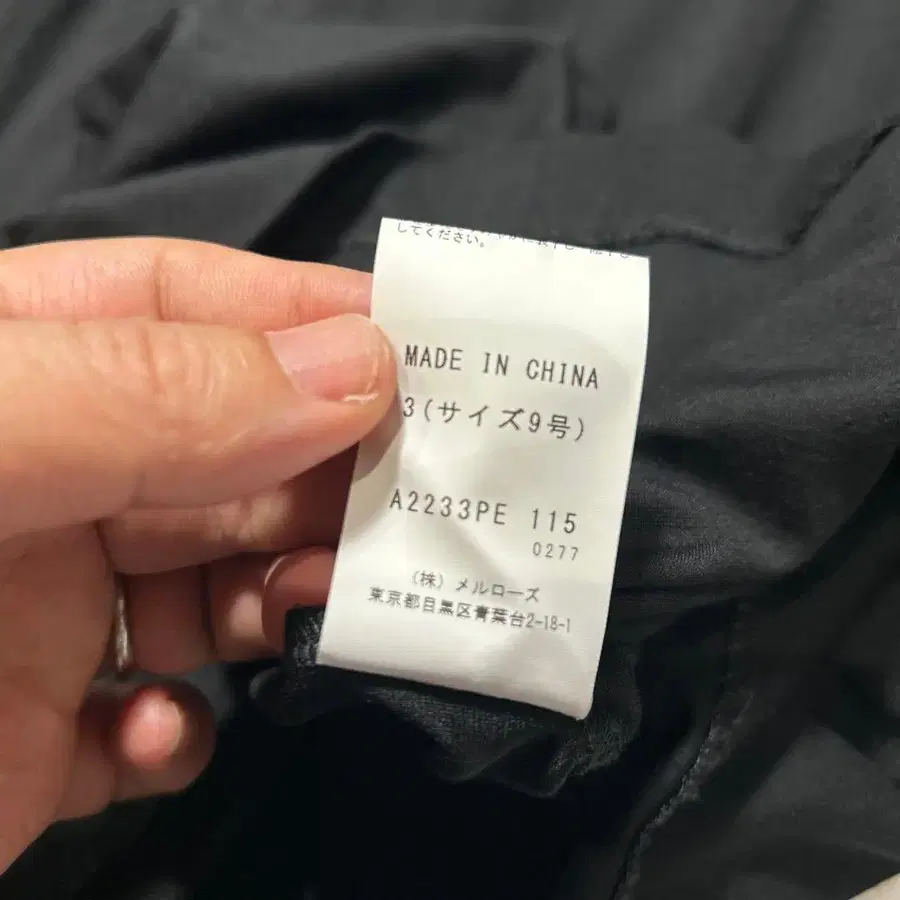 してください。
MADE IN CHINA
3(サイズ9号)
A2233PE 115
0277
(株) メルローズ
東京都目黒区青葉台2-18-1